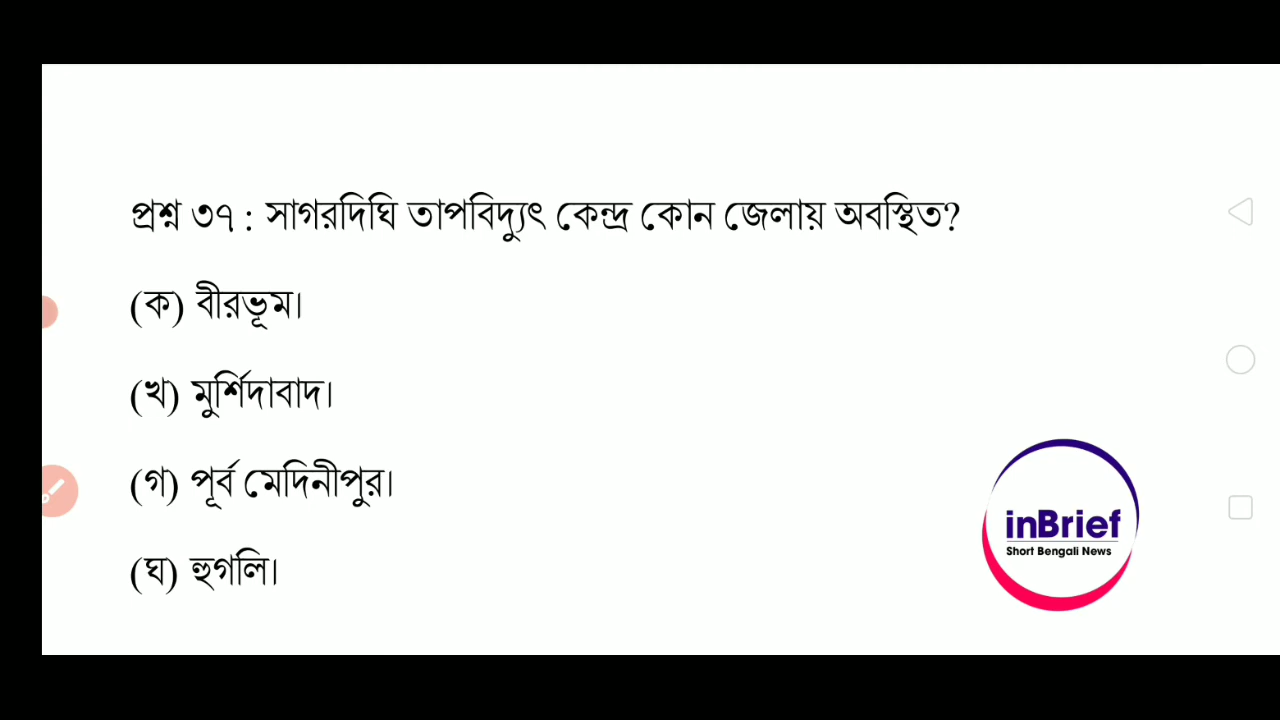 প্রশ্ন ৩৭ : সাগরদিঘি তাপবিদ্যুৎ কেন্দ্র কোন জেলায় অবস্থিত?
(ক) বীরভূম।
(খ) মুর্শিদাবাদ।
(গ) পূর্ব মেদিনীপুর।
(ঘ) হুগলি।
inBrief
Short Bengali News